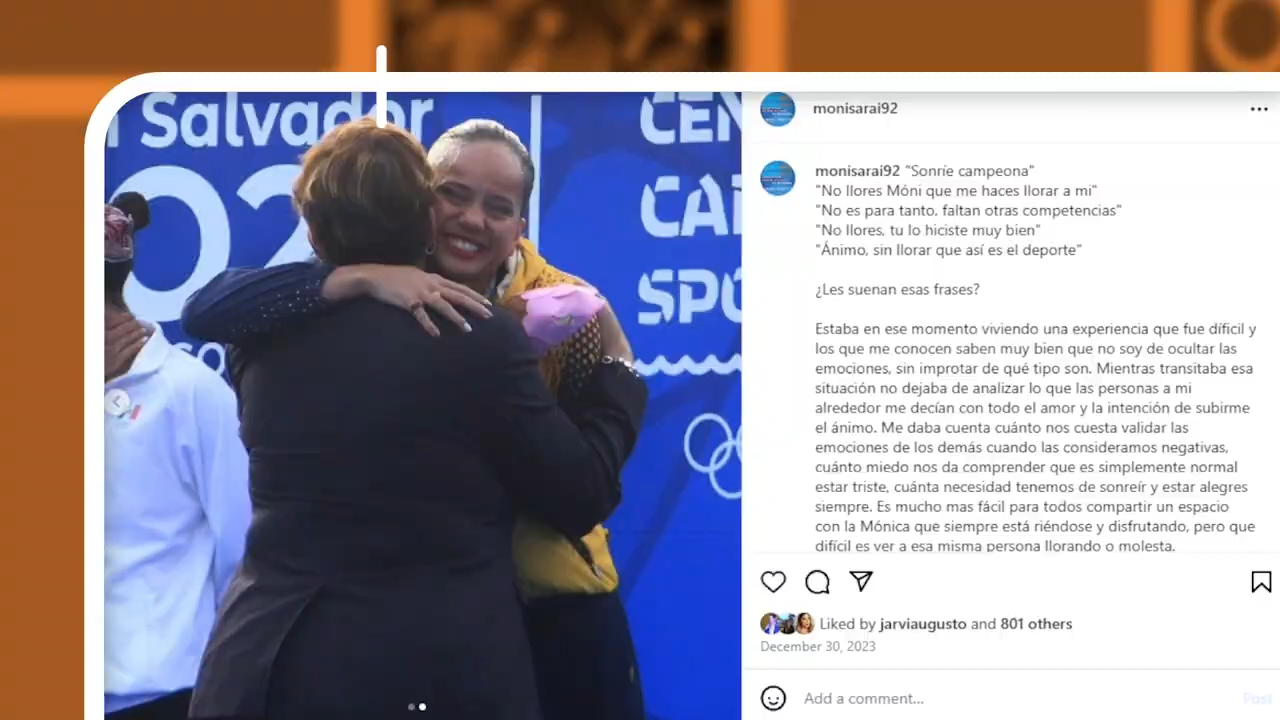 Salvador
CEN
CA
SPO
monisarai92
monisarai92 "Sonríe campeona"
"No llores Móni que me haces llorar a mi"
"No es para tanto, faltan otras competencias"
"No llores, tu lo hiciste muy bien"
"Ánimo, sin llorar que así es el deporte"
¿Les suenan esas frases?
Estaba en ese momento viviendo una experiencia que fue díficil y
los que me conocen saben muy bien que no soy de ocultar las
emociones, sin improtar de qué tipo son. Mientras transitaba esa
situación no dejaba de analizar lo que las personas a mi
alrededor me decían con todo el amor y la intención de subirme
el ánimo. Me daba cuenta cuánto nos cuesta validar las
emociones de los demás cuando las consideramos negativas,
cuánto miedo nos da comprender que es simplemente normal
estar triste, cuánta necesidad tenemos de sonreír y estar alegres
siempre. Es mucho mas fácil para todos compartir un espacio
con la Mónica que siempre está riéndose y disfrutando, pero que
difícil es ver a esa misma persona llorando o molesta.
Liked by jarviaugusto and 801 others
December 30, 2023
Add a comment...
Post